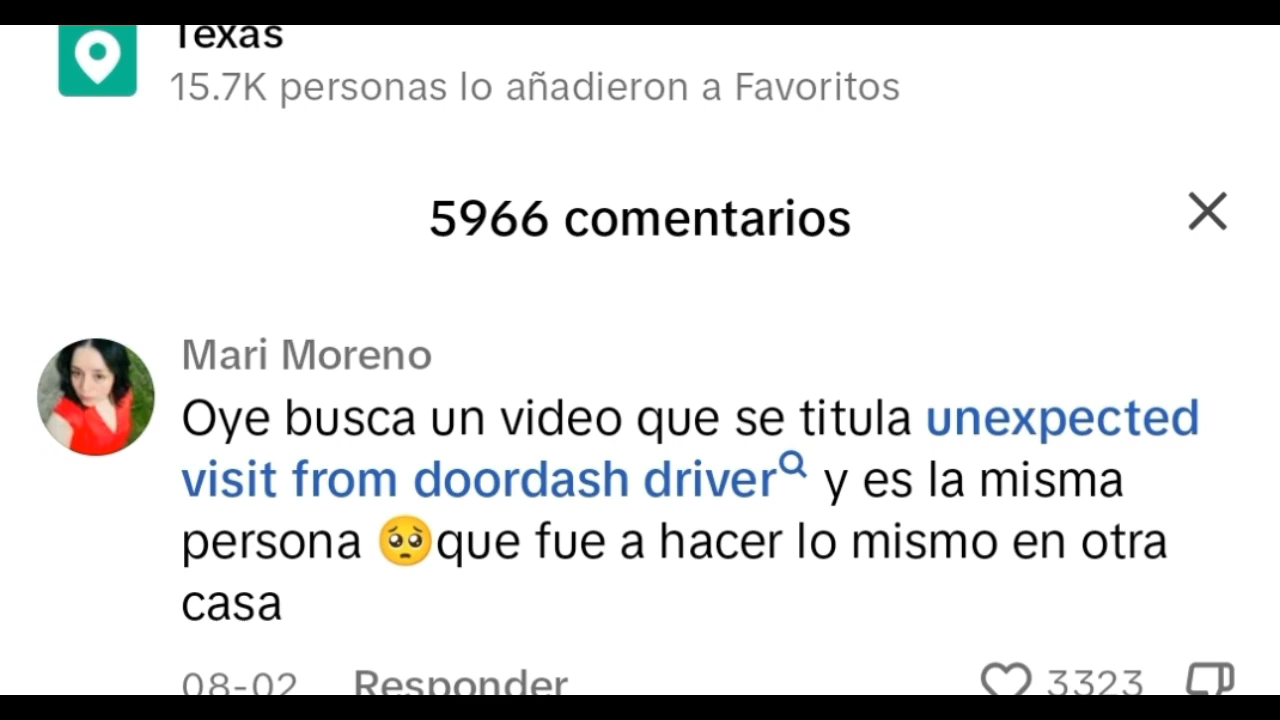 Texas
15.7K personas lo añadieron a Favoritos
5966 comentarios
Mari Moreno
Oye busca un video que se titula unexpected
visit from doordash driver y es la misma
persona 🥺que fue a hacer lo mismo en otra
casa
08-02 Responder 3323